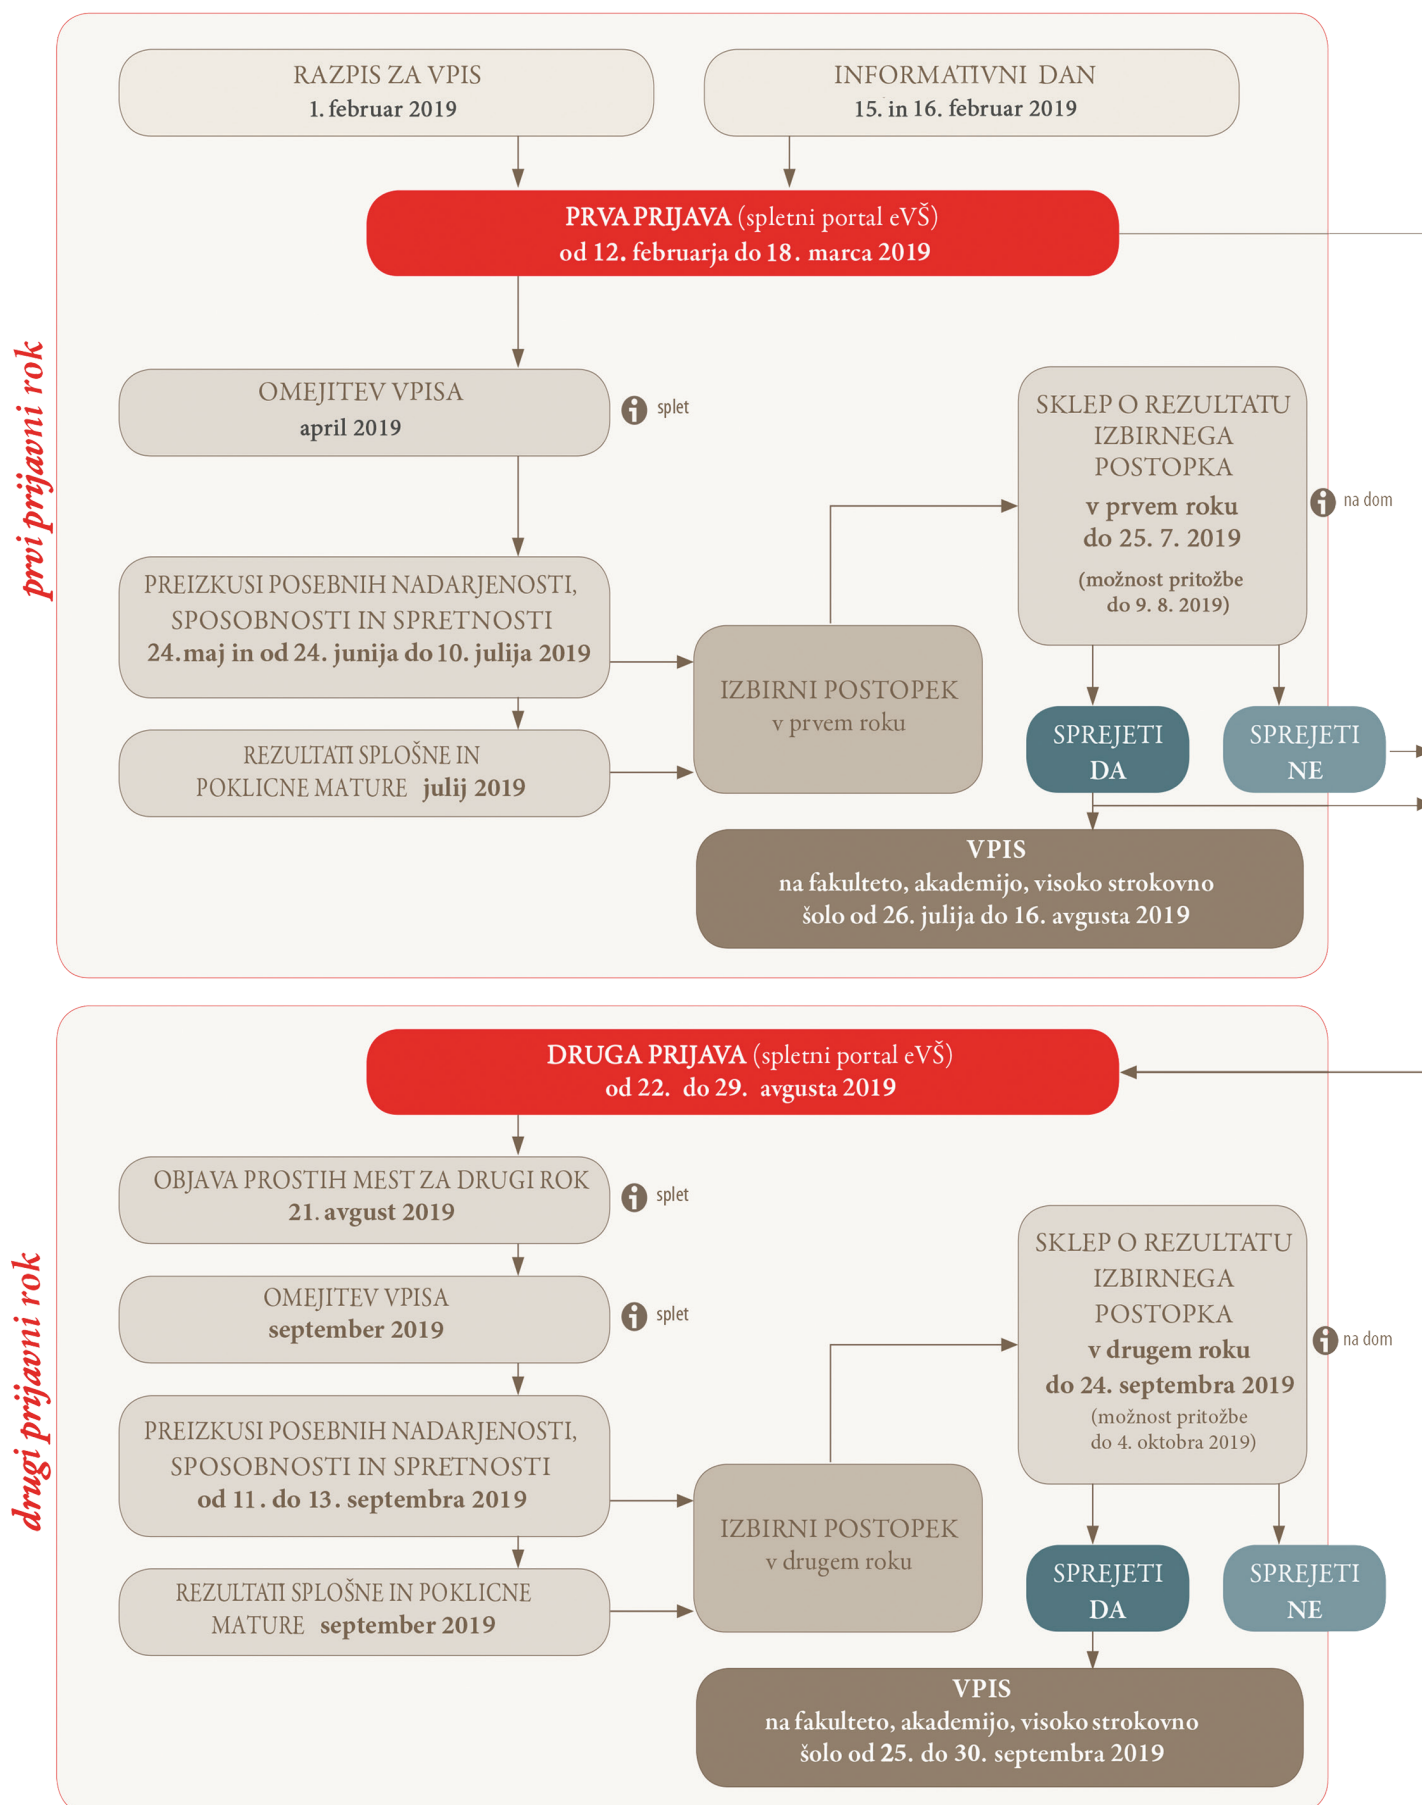 prvi prijavni rok
RAZPIS ZA VPIS
1. februar 2019
INFORMATIVNI DAN
15. in 16. februar 2019
PRVA PRIJAVA (spletni portal eVŠ)
od 12. februarja do 18. marca 2019
OMEJITEV VPISA
april 2019
splet
PREIZKUSI POSEBNIH NADARJENOSTI,
SPOSOBNOSTI IN SPRETNOSTI
24.maj in od 24. junija do 10. julija 2019
REZULTATI SPLOŠNE IN
POKLICNE MATURE julij 2019
IZBIRNI POSTOPEK
v prvem roku
SKLEP O REZULTATU
IZBIRNEGA
POSTOPKA
v prvem roku
do 25. 7. 2019
(možnost pritožbe
do 9. 8. 2019)
na dom
SPREJETI
DA
SPREJETI
NE
VPIS
na fakulteto, akademijo, visoko strokovno
šolo od 26. julija do 16. avgusta 2019
drugi prijavni rok
DRUGA PRIJAVA (spletni portal eVŠ)
od 22. do 29. avgusta 2019
OBJAVA PROSTIH MEST ZA DRUGI ROK
21. avgust 2019
splet
OMEJITEV VPISA
september 2019
splet
PREIZKUSI POSEBNIH NADARJENOSTI,
SPOSOBNOSTI IN SPRETNOSTI
od 11. do 13. septembra 2019
REZULTATI SPLOŠNE IN POKLICNE
MATURE september 2019
IZBIRNI POSTOPEK
v drugem roku
SKLEP O REZULTATU
IZBIRNEGA
POSTOPKA
v drugem roku
do 24. septembra 2019
(možnost pritožbe
do 4. oktobra 2019)
na dom
SPREJETI
DA
SPREJETI
NE
VPIS
na fakulteto, akademijo, visoko strokovno
šolo od 25. do 30. septembra 2019